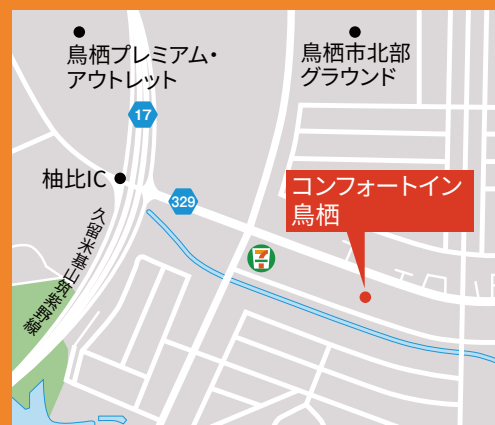 鳥栖プレミアム・
アウトレット
鳥栖市北部
グラウンド
17
柚比IC
329
コンフォートイン
鳥栖
久留米基山筑紫野線
7